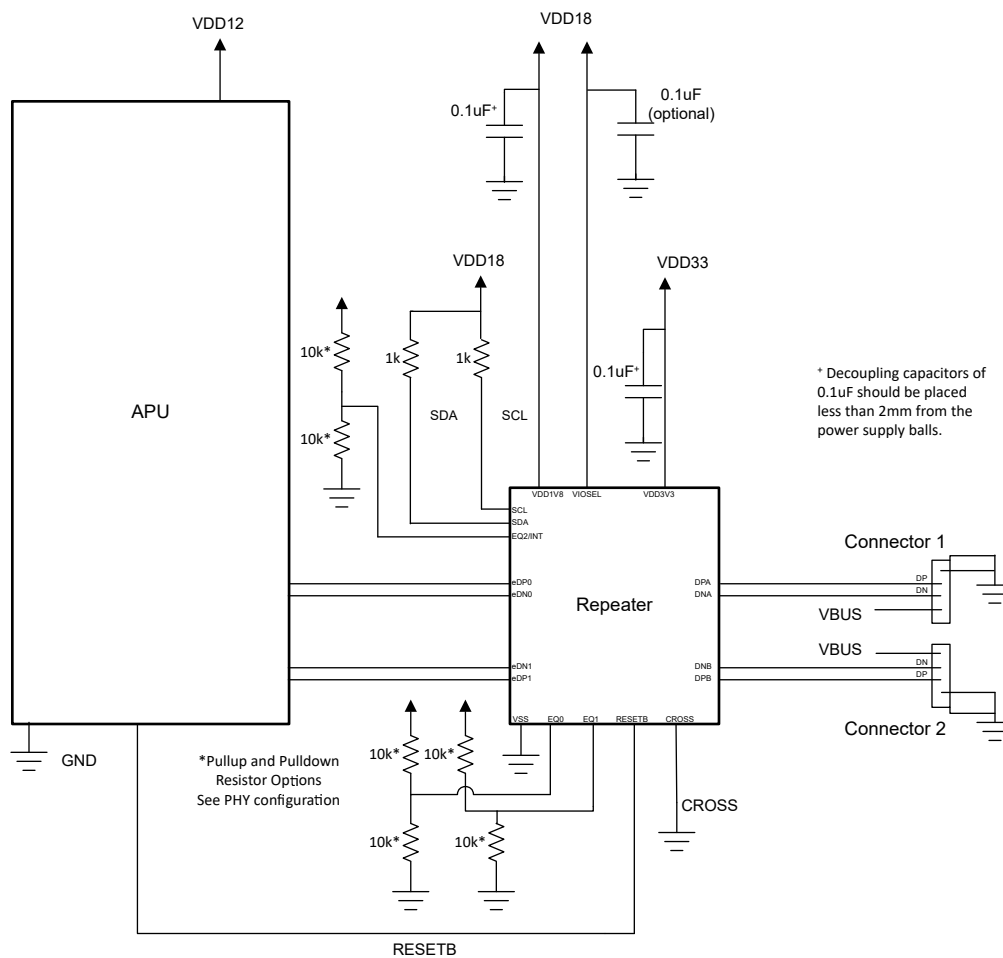 VDD12
VDD18
0.1uF⁺
0.1uF
(optional)
VDD18
VDD33
10k*
1k
1k
0.1uF⁺
⁺ Decoupling capacitors of
0.1uF should be placed
less than 2mm from the
power supply balls.
APU
SDA
SCL
10k*
VDD1V8
VIOSEL
VDD3V3
SCL
SDA
EQ2/INT
Connector 1
eDP0
eDN0
Repeater
DPA
DNA
DP
DN
VBUS
VBUS
eDN1
eDP1
DNB
DPB
DN
DP
VSS
EQ0
EQ1
RESETB
CROSS
Connector 2
GND
*Pullup and Pulldown
Resistor Options
See PHY configuration
10k*
10k*
CROSS
10k*
10k*
RESETB